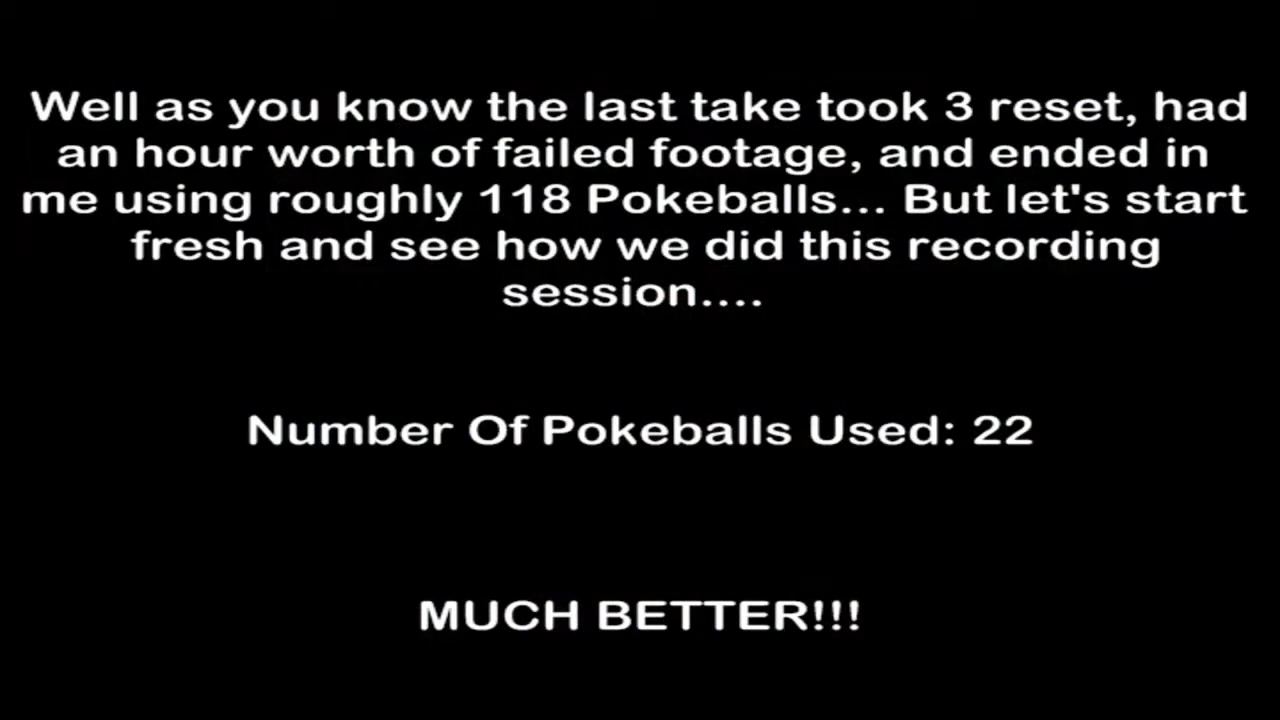 Well as you know the last take took 3 reset, had
an hour worth of failed footage, and ended in
me using roughly 118 Pokeballs... But let's start
fresh and see how we did this recording
session....
Number Of Pokeballs Used: 22
MUCH BETTER!!!